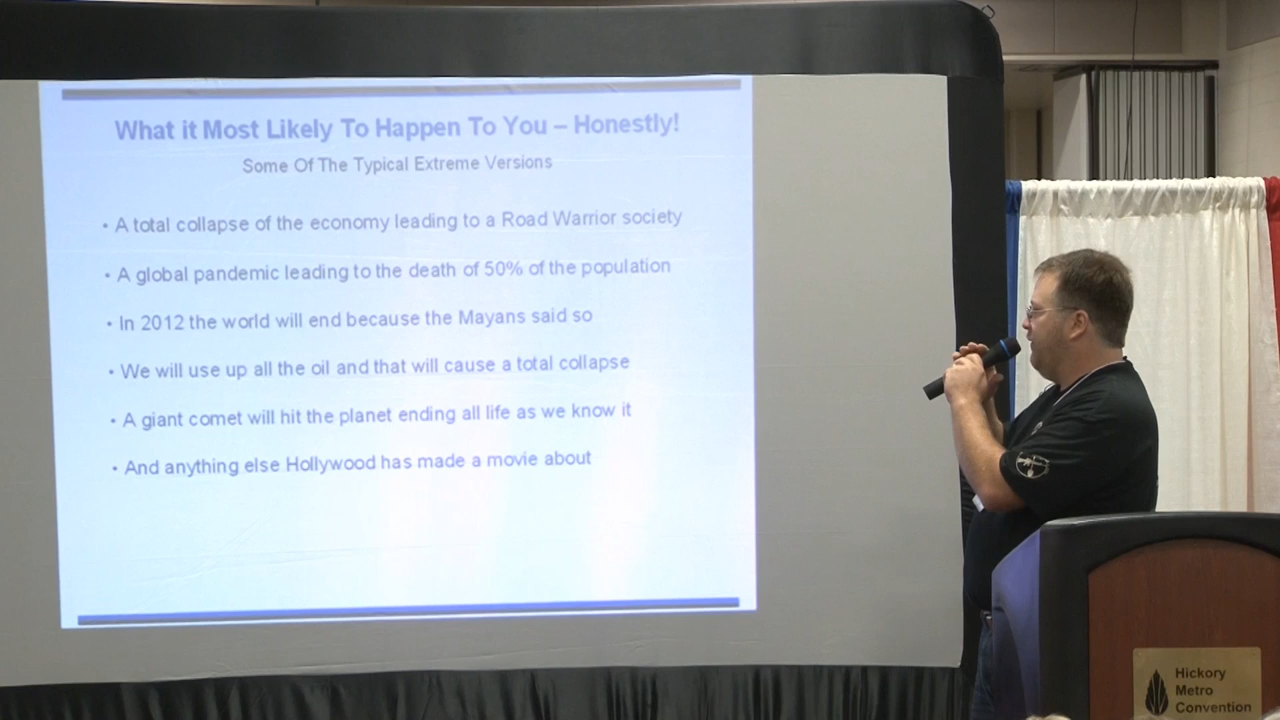 What it Most Likely To Happen To You – Honestly!
Some Of The Typical Extreme Versions
• A total collapse of the economy leading to a Road Warrior society
• A global pandemic leading to the death of 50% of the population
• In 2012 the world will end because the Mayans said so
• We will use up all the oil and that will cause a total collapse
• A giant comet will hit the planet ending all life as we know it
• And anything else Hollywood has made a movie about
Hickory
Metro
Convention